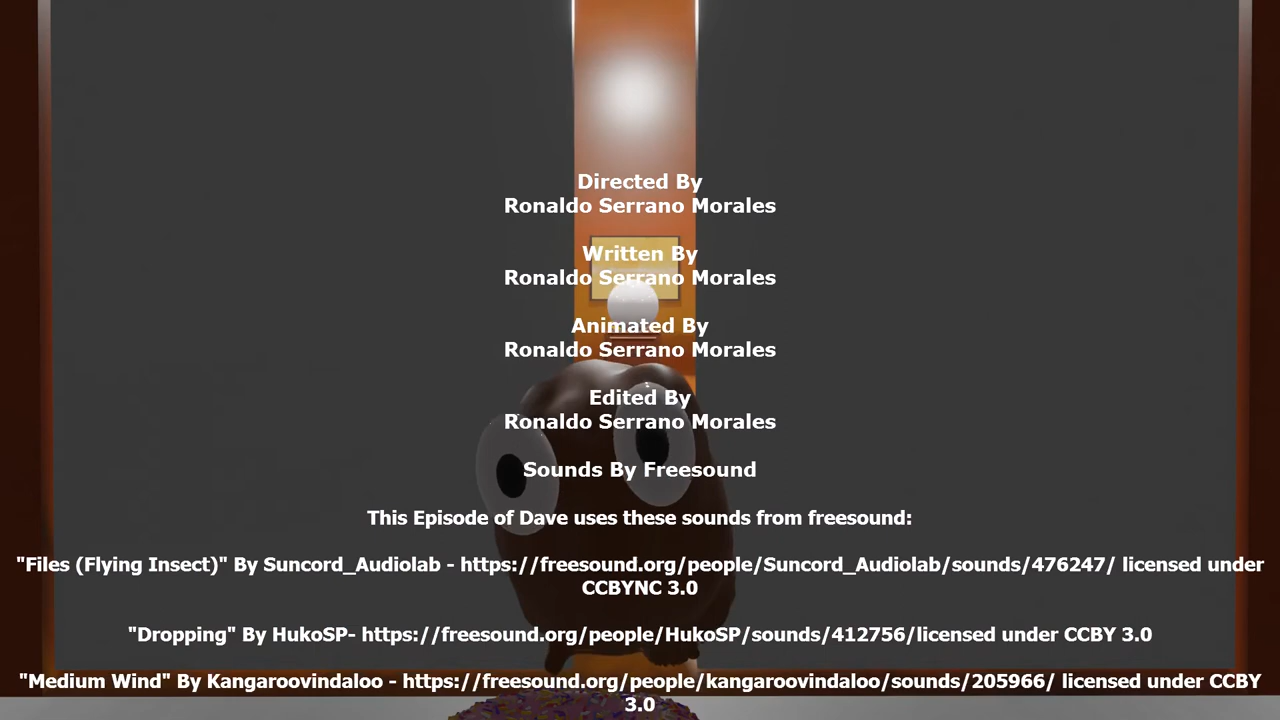 Directed By
Ronaldo Serrano Morales
Written By
Ronaldo Serrano Morales
Animated By
Ronaldo Serrano Morales
Edited By
Ronaldo Serrano Morales
Sounds By Freesound
This Episode of Dave uses these sounds from freesound:
"Files (Flying Insect)" By Suncord_Audiolab - https://freesound.org/people/Suncord_Audiolab/sounds/476247/ licensed under
CCBYNC 3.0
"Dropping" By HukoSP- https://freesound.org/people/HukoSP/sounds/412756/licensed under CCBY 3.0
"Medium Wind" By Kangaroovindaloo - https://freesound.org/people/kangaroovindaloo/sounds/205966/ licensed under CCBY
3.0